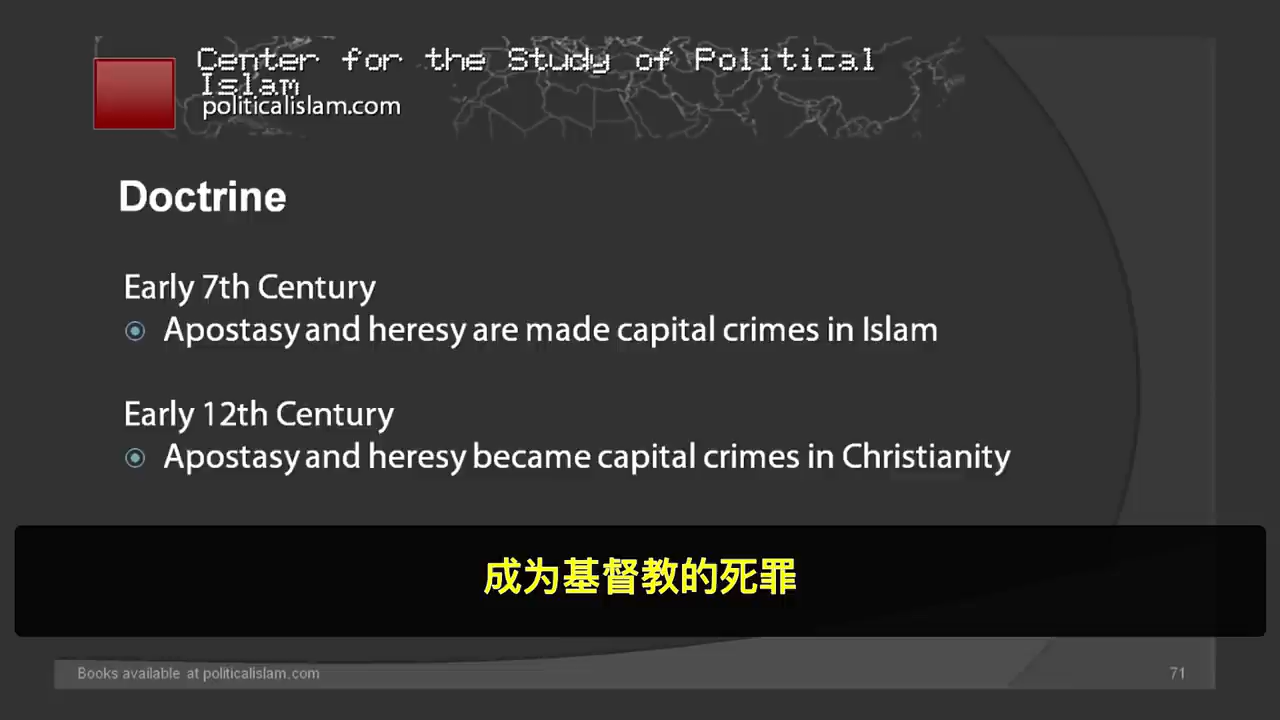 Center for the Study of Political
Islam
politicalislam.com
Doctrine
Early 7th Century
Apostasy and heresy are made capital crimes in Islam
Early 12th Century
Apostasy and heresy became capital crimes in Christianity
成为基督教的死罪
Books available at politicalislam.com
71